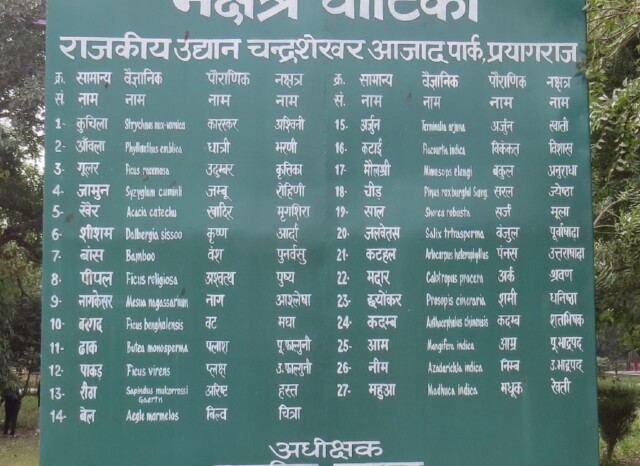 नक्षत्र वाटिका
राजकीय उद्यान चन्द्रशेखर आजाद पार्क, प्रयागराज
क्र. सामान्य वैज्ञानिक पौराणिक नक्षत्र क्र. सामान्य वैज्ञानिक पौराणिक नक्षत्र
सं. नाम नाम नाम नाम सं. नाम नाम नाम नाम
1- कुचिला Strychnus nux-vomica कारस्कर अश्विनी 15- अर्जुन Terminalia arjuna अर्जुन स्वाती
2- आँवला Phyllanthus emblica धात्री भरणी 16- कटाई Flacourtia indica विकंकत विशाख
3- गूलर Ficus racemosa उदुम्बर कृत्तिका 17- मौलश्री Mimusops elengi बकुल अनुराधा
4- जामुन Syzygium cuminii जम्बू रोहिणी 18- चीड Pinus roxburghii Sarg. सरल ज्येष्ठा
5- खैर Acacia catechu खादिर मृगशिरा 19- साल Shorea robusta सर्ज मूला
6- शीशम Dalbergia sissoo कृष्ण आर्दा 20- जलवेतस Salix tetrasperma वंजुल पूर्वाषाढा
7- बांस Bamboo वंश पुनर्वसु 21- कटहल Artocarpus heterophyllus पंनस उत्तराषाढा
8- पीपल Ficus religiosa अश्वत्थ पुष्य 22- मदार Calotropus procera अर्क श्रवण
9- नागकेसर Mesua nagassarium नाग आश्लेषा 23- छ्योकर Prosopis cineraria शमी धनिष्ठा
10- बरगद Ficus benghalensis वट मघा 24- कदम्ब Anthocephalus chinensis कदम्ब शतभिषक
11- ढाक Butea monosperma पलाश पू.फाल्गुनी 25- आम Mangifera indica आम्र पू.भाद्रपद
12- पाकड़ Ficus virens प्लक्ष उ.फाल्गुनी 26- नीम Azadarichta indica निम्ब उ.भाद्रपद
13- रीठा Sapindus mukorrossi Gaertn अरिष्ट हस्त 27- महुआ Madhuca indica मधूक रेवती
14- बेल Aegle marmelos बिल्व चित्रा
अधीक्षक